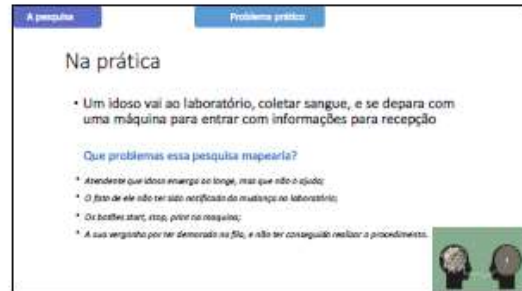 A pesquisa
Problema prático
Na prática
• Um idoso vai ao laboratório, coletar sangue, e se depara com
uma máquina para entrar com informações para recepção
Que problemas essa pesquisa mapearia?
• Atendente que idoso enxerga ao longe, mas que não o ajuda;
• O fato de ele não ter sido notificado da mudança no laboratório;
• Os botões start, stop, print na maquina;
• A sua vergonha por ter demorado na fila, e não ter conseguido realizar o procedimento.